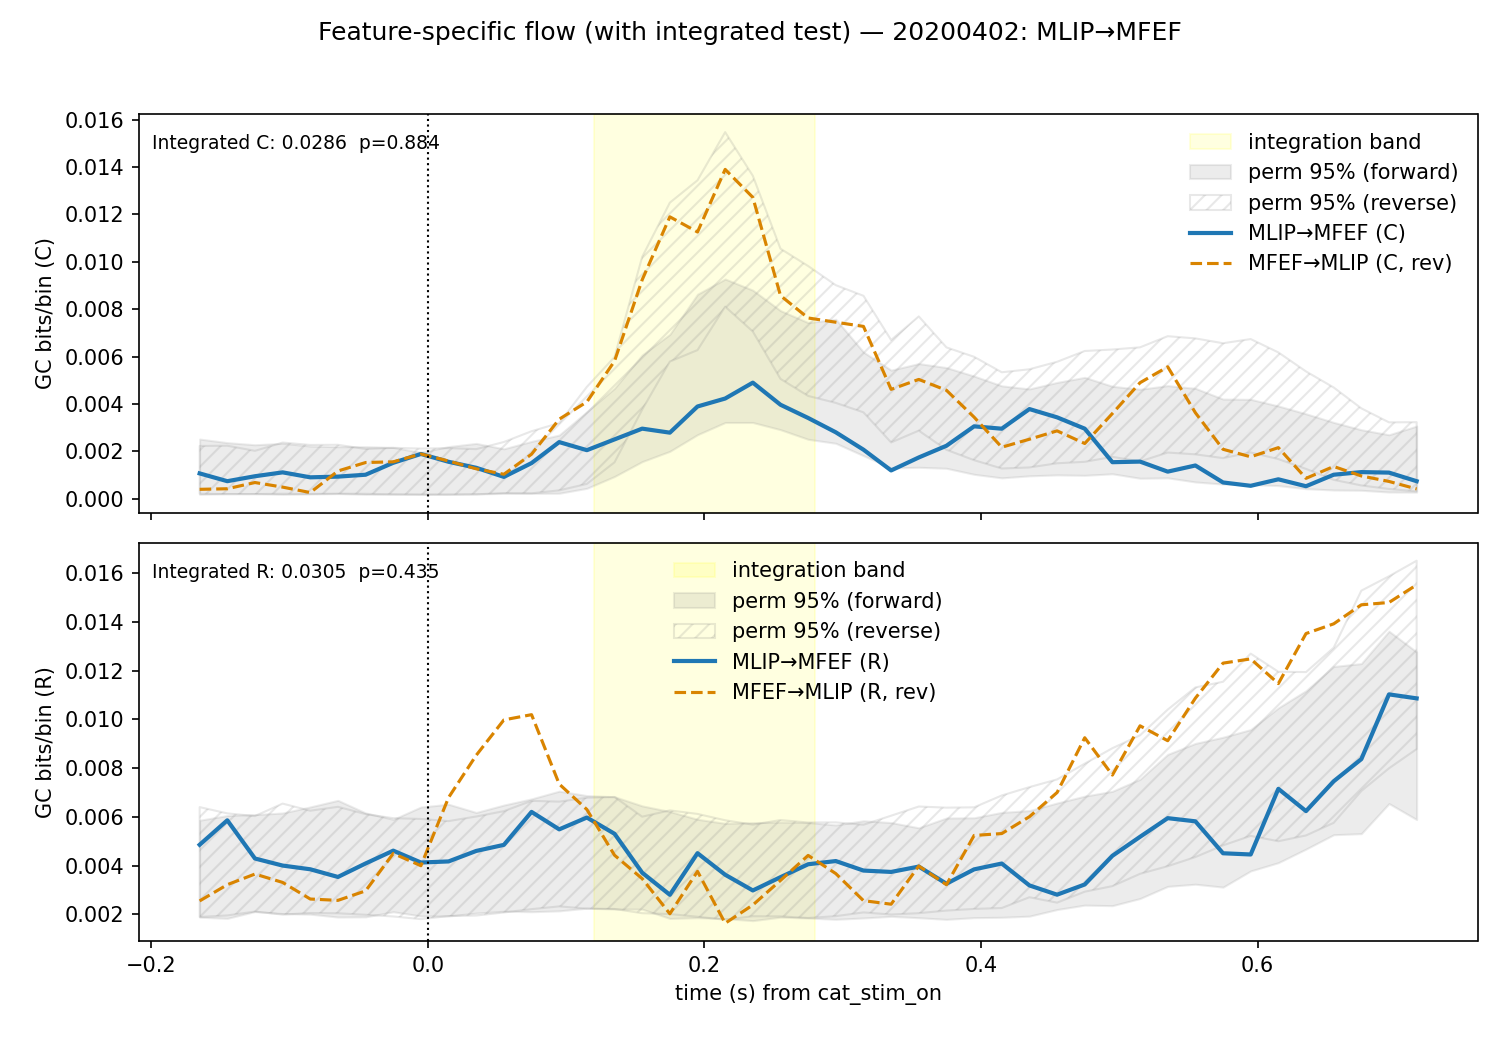 Feature-specific flow (with integrated test) — 20200402: MLIP→MFEF
GC bits/bin (C)
0.016
0.014
0.012
0.010
0.008
0.006
0.004
0.002
0.000
Integrated C: 0.0286  p=0.884
integration band
perm 95% (forward)
perm 95% (reverse)
MLIP→MFEF (C)
MFEF→MLIP (C, rev)
GC bits/bin (R)
0.016
0.014
0.012
0.010
0.008
0.006
0.004
0.002
Integrated R: 0.0305  p=0.435
integration band
perm 95% (forward)
perm 95% (reverse)
MLIP→MFEF (R)
MFEF→MLIP (R, rev)
−0.2 0.0 0.2 0.4 0.6
time (s) from cat_stim_on